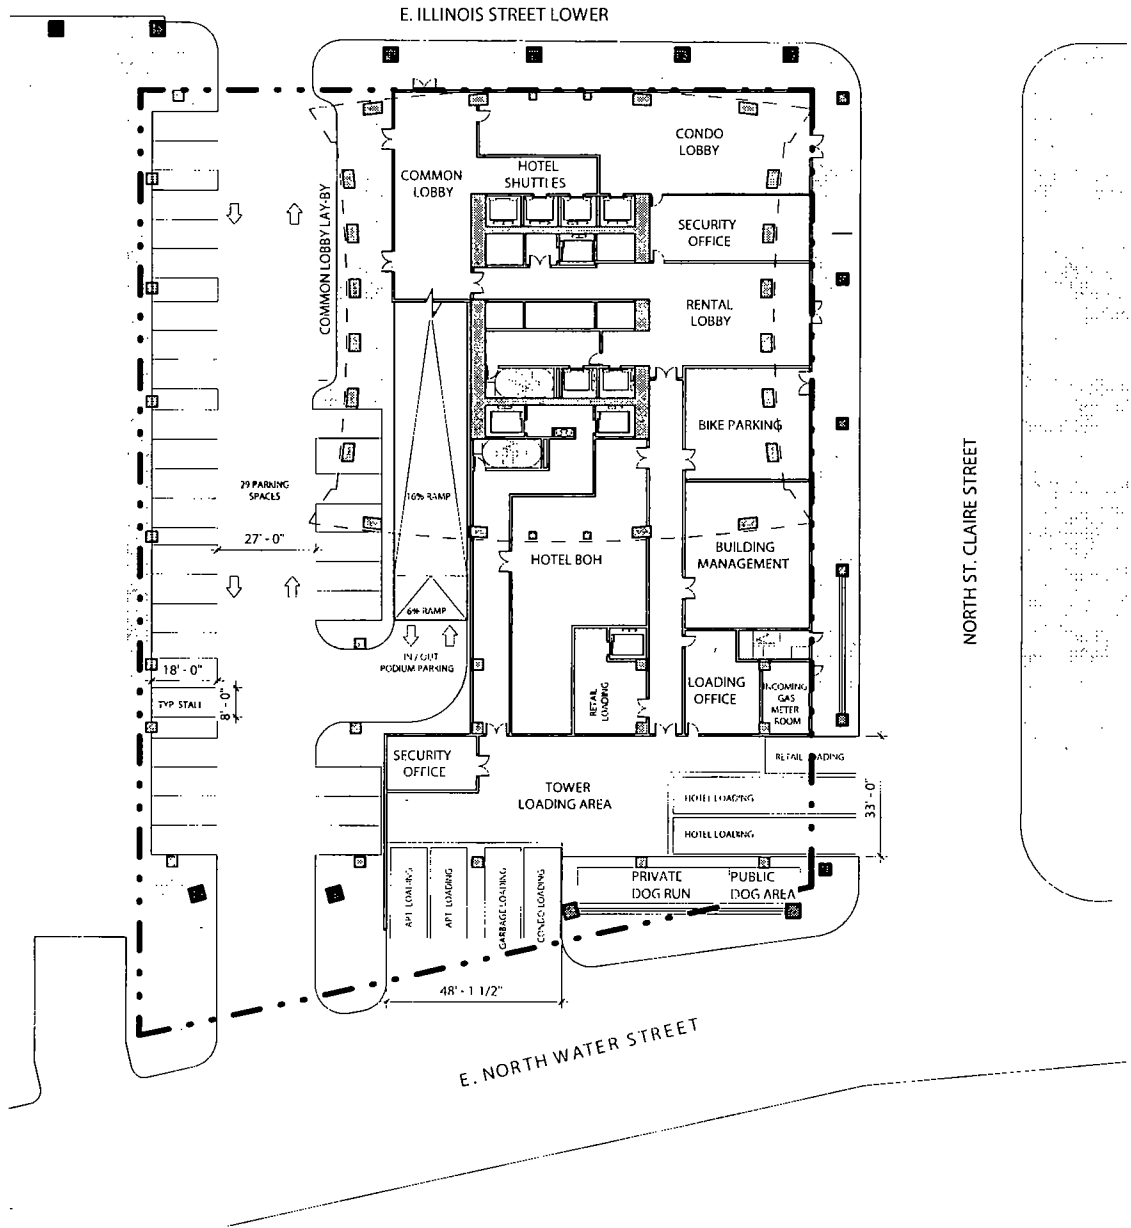 E. ILLINOIS STREET LOWER
CONDO
LOBBY
COMMON
LOBBY
HOTEL
SHUTTLES
SECURITY
OFFICE
COMMON LOBBY LAY-BY
RENTAL
LOBBY
BIKE PARKING
NORTH ST. CLAIRE STREET
29 PARKING
SPACES
16% RAMP
27' - 0"
HOTEL BOH
BUILDING
MANAGEMENT
6% RAMP
IN / OUT
PODIUM PARKING
18' - 0"
TYP STALL
8' - 0"
RETAIL
LOADING
LOADING
OFFICE
INCOMING
GAS
METER
ROOM
SECURITY
OFFICE
TOWER
LOADING AREA
RETAIL LOADING
HOTEL LOADING
HOTEL LOADING
33' - 0"
APT LOADING
APT LOADING
GARBAGE LOADING
CONDO LOADING
PRIVATE
DOG RUN
PUBLIC
DOG AREA
48' - 1 1/2"
E. NORTH WATER STREET